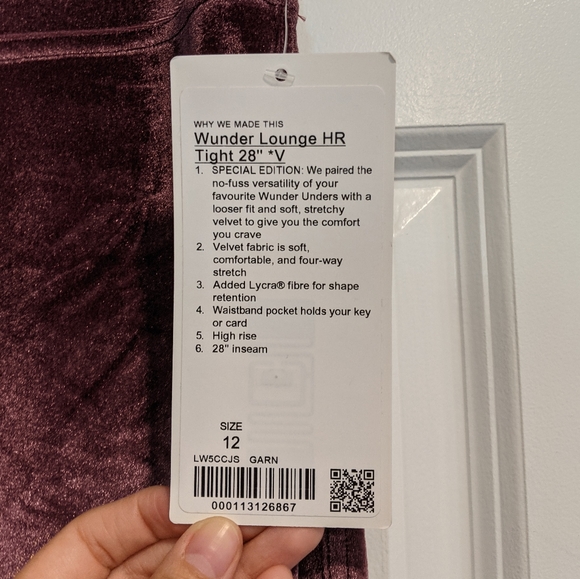 WHY WE MADE THIS
Wunder Lounge HR
Tight 28" *V
1. SPECIAL EDITION: We paired the
no-fuss versatility of your
favourite Wunder Unders with a
looser fit and soft, stretchy
velvet to give you the comfort
you crave
2. Velvet fabric is soft,
comfortable, and four-way
stretch
3. Added Lycra® fibre for shape
retention
4. Waistband pocket holds your key
or card
5. High rise
6. 28" inseam
SIZE
12
LW5CCJS GARN
000113126867